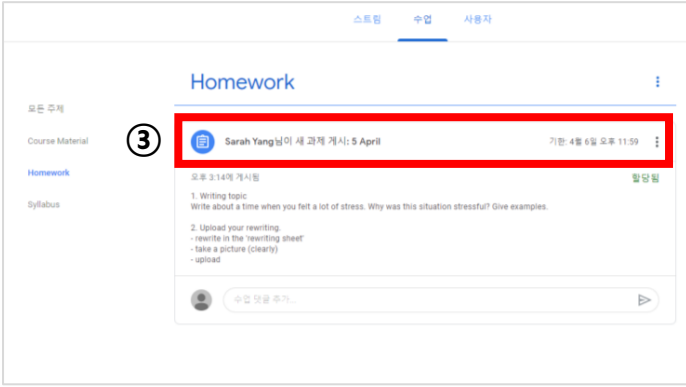 스트림 수업 사용자
Homework
모든 주제
Course Material
Homework
Syllabus
③
Sarah Yang님이 새 과제 게시: 5 April 기한: 4월 6일 오후 11:59
오후 3:14에 게시됨 할당됨
1. Writing topic
Write about a time when you felt a lot of stress. Why was this situation stressful? Give examples.
2. Upload your rewriting.
- rewrite in the 'rewriting sheet'
- take a picture (clearly)
- upload
수업 댓글 추가...